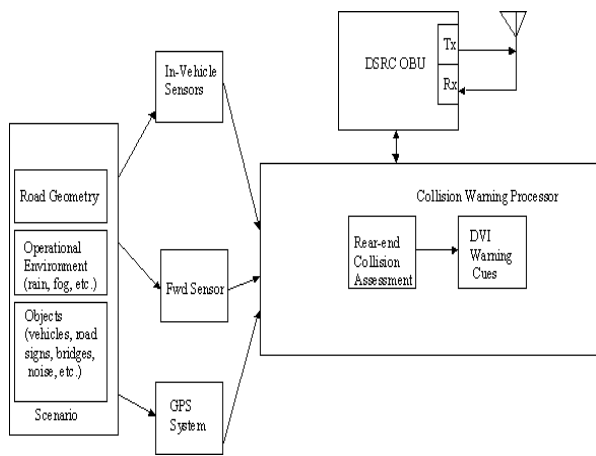 In-Vehicle
Sensors
DSRC OBU
Tx
Rx
Road Geometry
Operational
Environment
(rain, fog, etc.)
Objects
(vehicles, road
signs, bridges,
noise, etc.)
Scenario
Fwd Sensor
GPS
System
Collision Warning Processor
Rear-end
Collision
Assessment
DVI
Warning
Cues